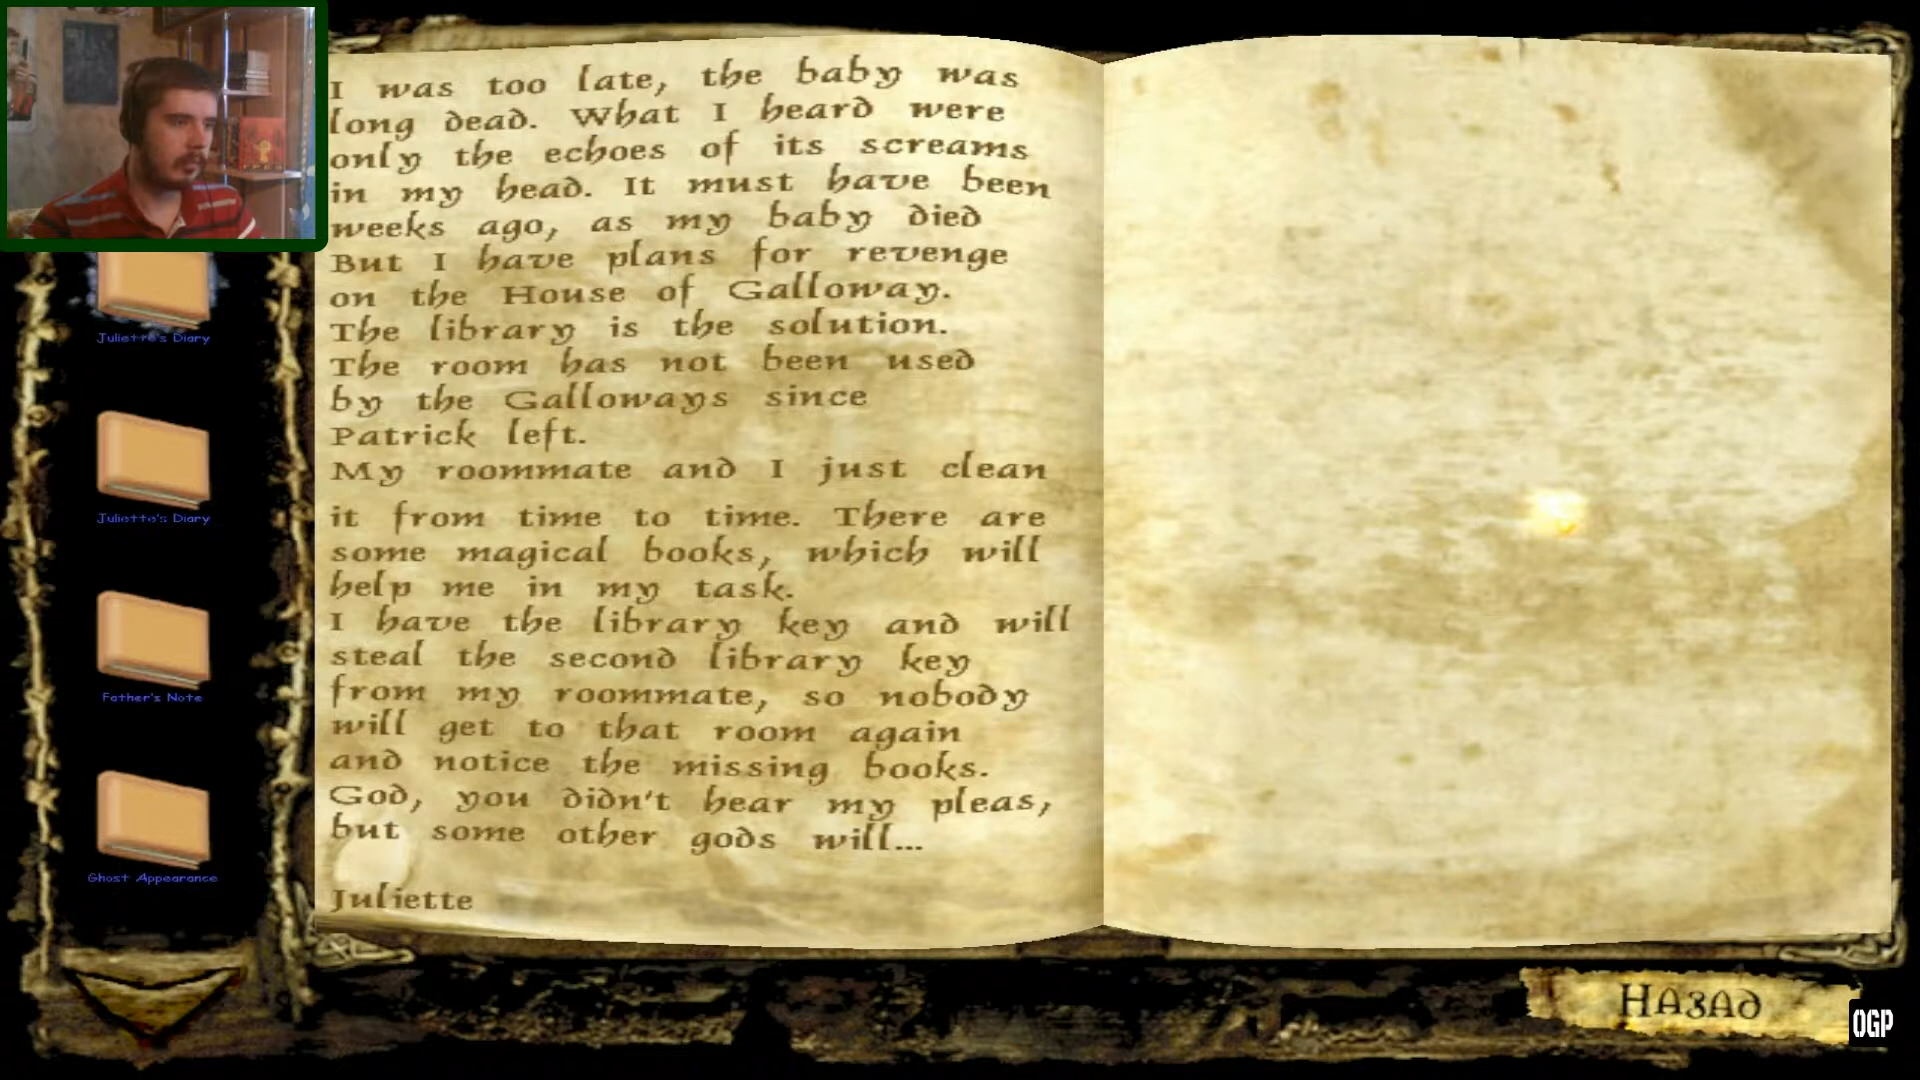 I was too late, the baby was
long dead. What I heard were
only the echoes of its screams
in my head. It must have been
weeks ago, as my baby died
But I have plans for revenge
on the House of Galloway.
The library is the solution.
The room has not been used
by the Galloways since
Patrick left.
My roommate and I just clean
it from time to time. There are
some magical books, which will
help me in my task.
I have the library key and will
steal the second library key
from my roommate, so nobody
will get to that room again
and notice the missing books.
God, you didn't hear my pleas,
but some other gods will...
Juliette
Juliette's Diary
Juliette's Diary
Father's Note
Ghost Appearance
Назад
OGP